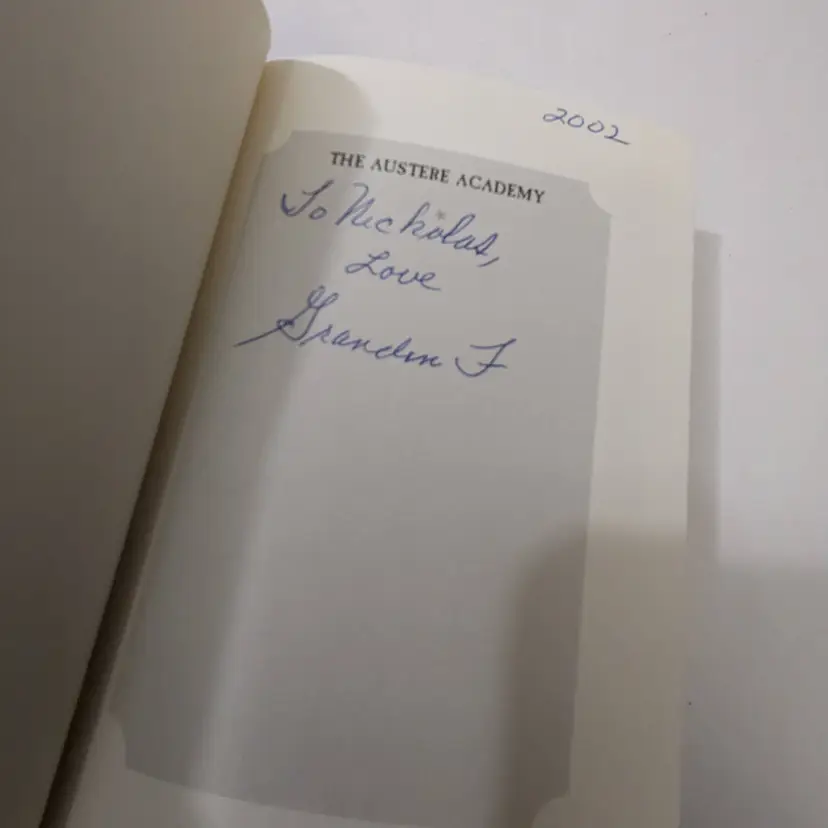 2002
THE AUSTERE ACADEMY
To Nickolas,
Love
Grandm F